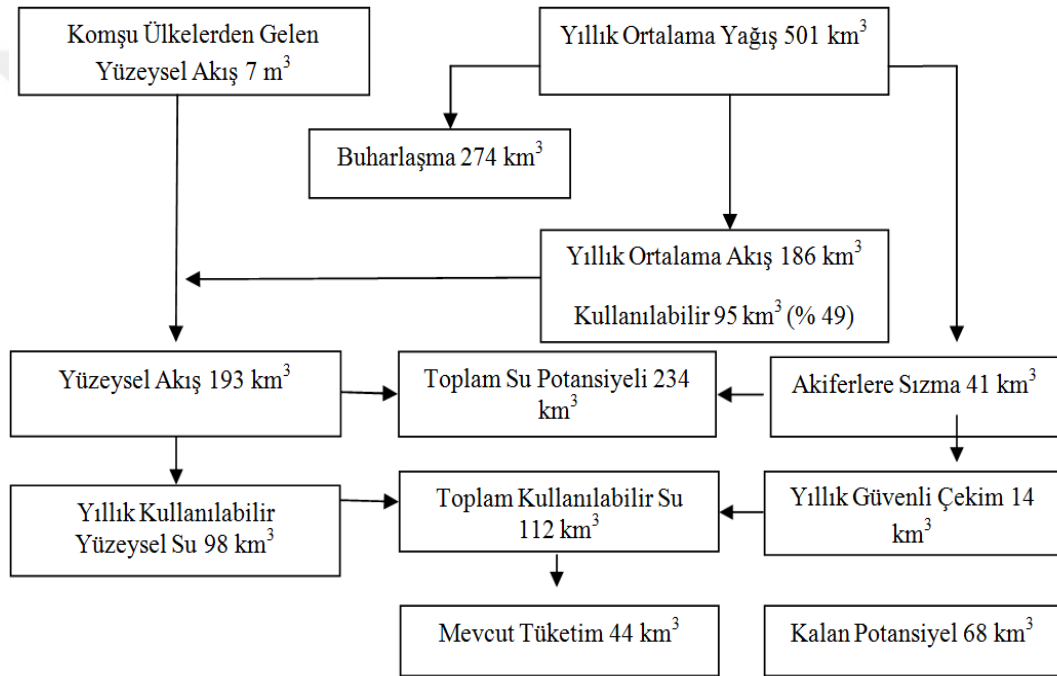 Komşu Ülkelerden Gelen
Yüzeysel Akış 7 m³
Yıllık Ortalama Yağış 501 km³
Buharlaşma 274 km³
Yıllık Ortalama Akış 186 km³
Kullanılabilir 95 km³ (% 49)
Yüzeysel Akış 193 km³
Toplam Su Potansiyeli 234
km³
Akiferlere Sızma 41 km³
Yıllık Kullanılabilir
Yüzeysel Su 98 km³
Toplam Kullanılabilir Su
112 km³
Yıllık Güvenli Çekim 14
km³
Mevcut Tüketim 44 km³
Kalan Potansiyel 68 km³